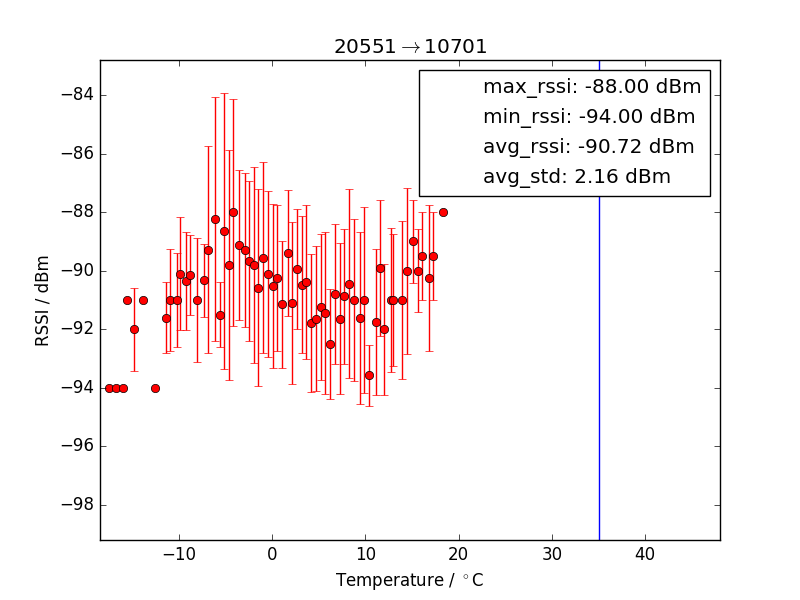 20551→10701
max_rssi: -88.00 dBm
min_rssi: -94.00 dBm
avg_rssi: -90.72 dBm
avg_std: 2.16 dBm
RSSI / dBm
−84
−86
−88
−90
−92
−94
−96
−98
−10 0 10 20 30 40
Temperature / °C